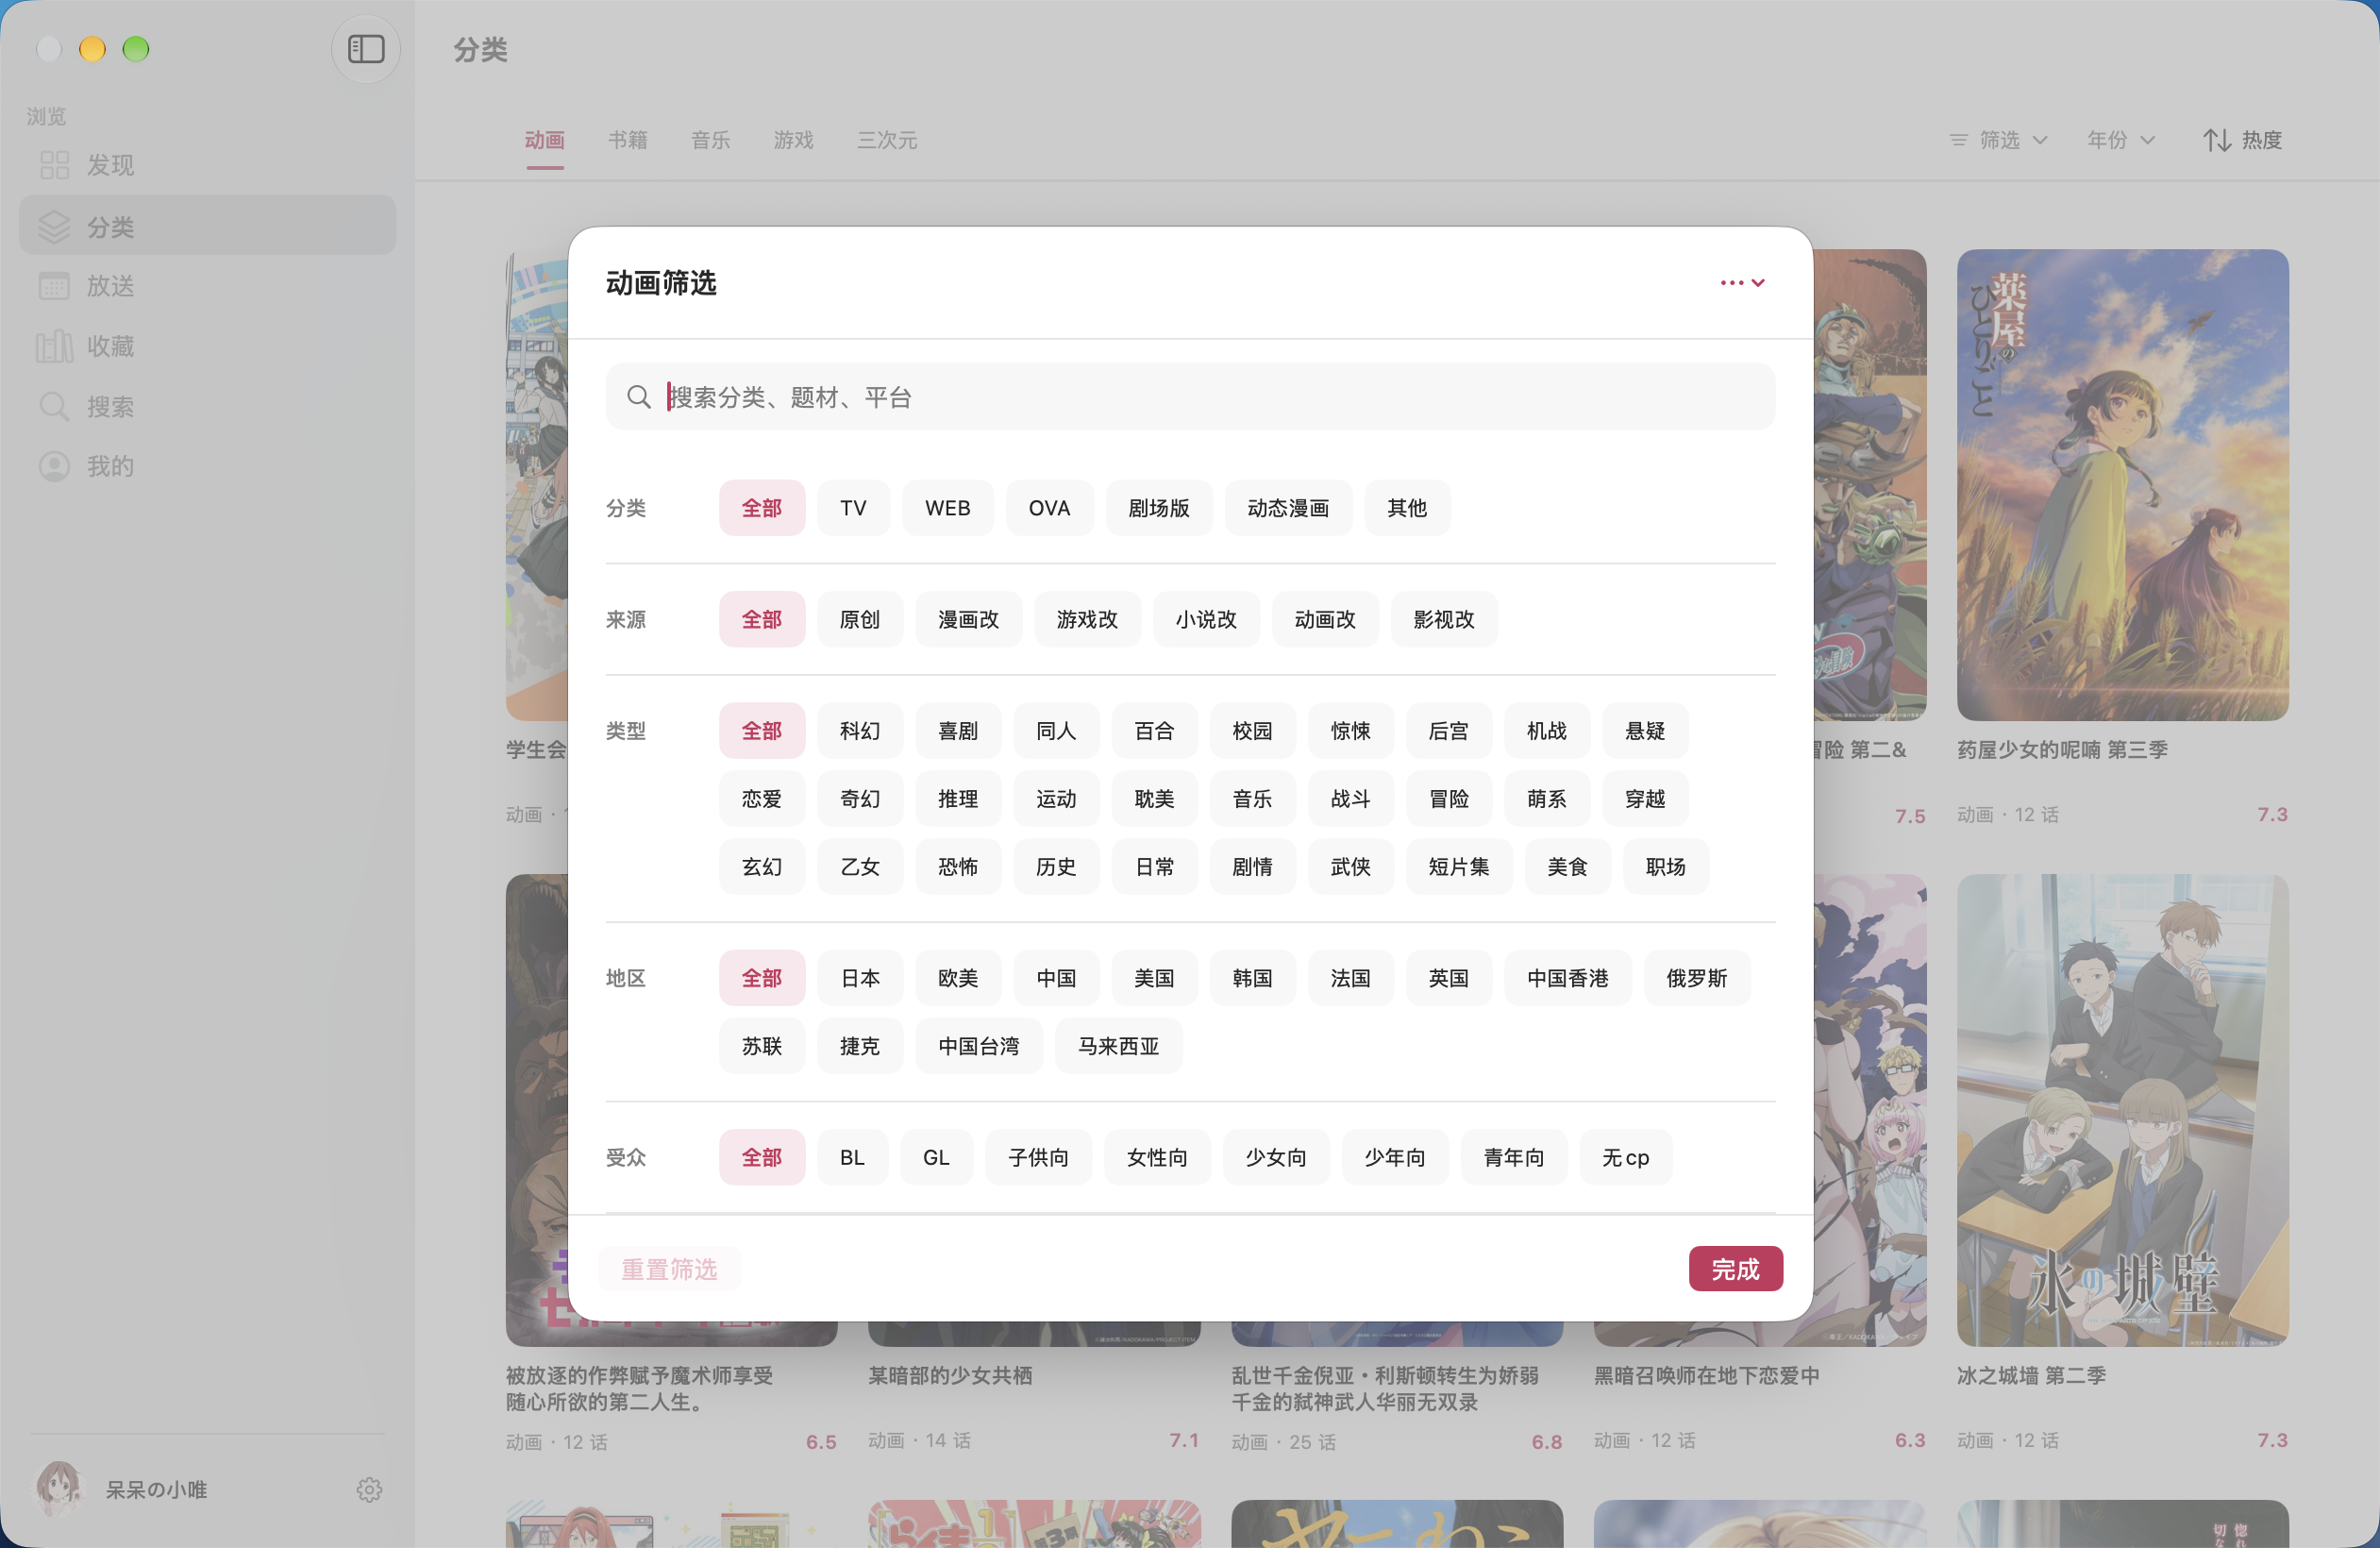 分类
浏览
发现
分类
放送
收藏
搜索
我的
呆呆の小唯
动画 书籍 音乐 游戏 三次元
筛选 年份 热度
动画筛选
搜索分类、题材、平台
分类 全部 TV WEB OVA 剧场版 动态漫画 其他
来源 全部 原创 漫画改 游戏改 小说改 动画改 影视改
类型 全部 科幻 喜剧 同人 百合 校园 惊悚 后宫 机战 悬疑
恋爱 奇幻 推理 运动 耽美 音乐 战斗 冒险 萌系 穿越
玄幻 乙女 恐怖 历史 日常 剧情 武侠 短片集 美食 职场
地区 全部 日本 欧美 中国 美国 韩国 法国 英国 中国香港 俄罗斯
苏联 捷克 中国台湾 马来西亚
受众 全部 BL GL 子供向 女性向 少女向 少年向 青年向 无cp
重置筛选 完成
薬屋のひとりごと
学生会
冒险 第二&
药屋少女的呢喃 第三季
动画 ·
7.5
动画 · 12 话 7.3
氷の城壁
被放逐的作弊赋予魔术师享受
随心所欲的第二人生。
动画 · 12 话 6.5
某暗部的少女共栖
动画 · 14 话 7.1
乱世千金倪亚・利斯顿转生为娇弱
千金的弑神武人华丽无双录
动画 · 25 话 6.8
黑暗召唤师在地下恋爱中
动画 · 12 话 6.3
冰之城墙 第二季
动画 · 12 话 7.3